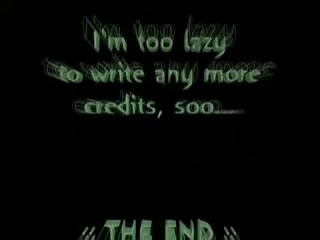 I'm too lazy
to write any more
credits, soo....
.:. THE END .:.